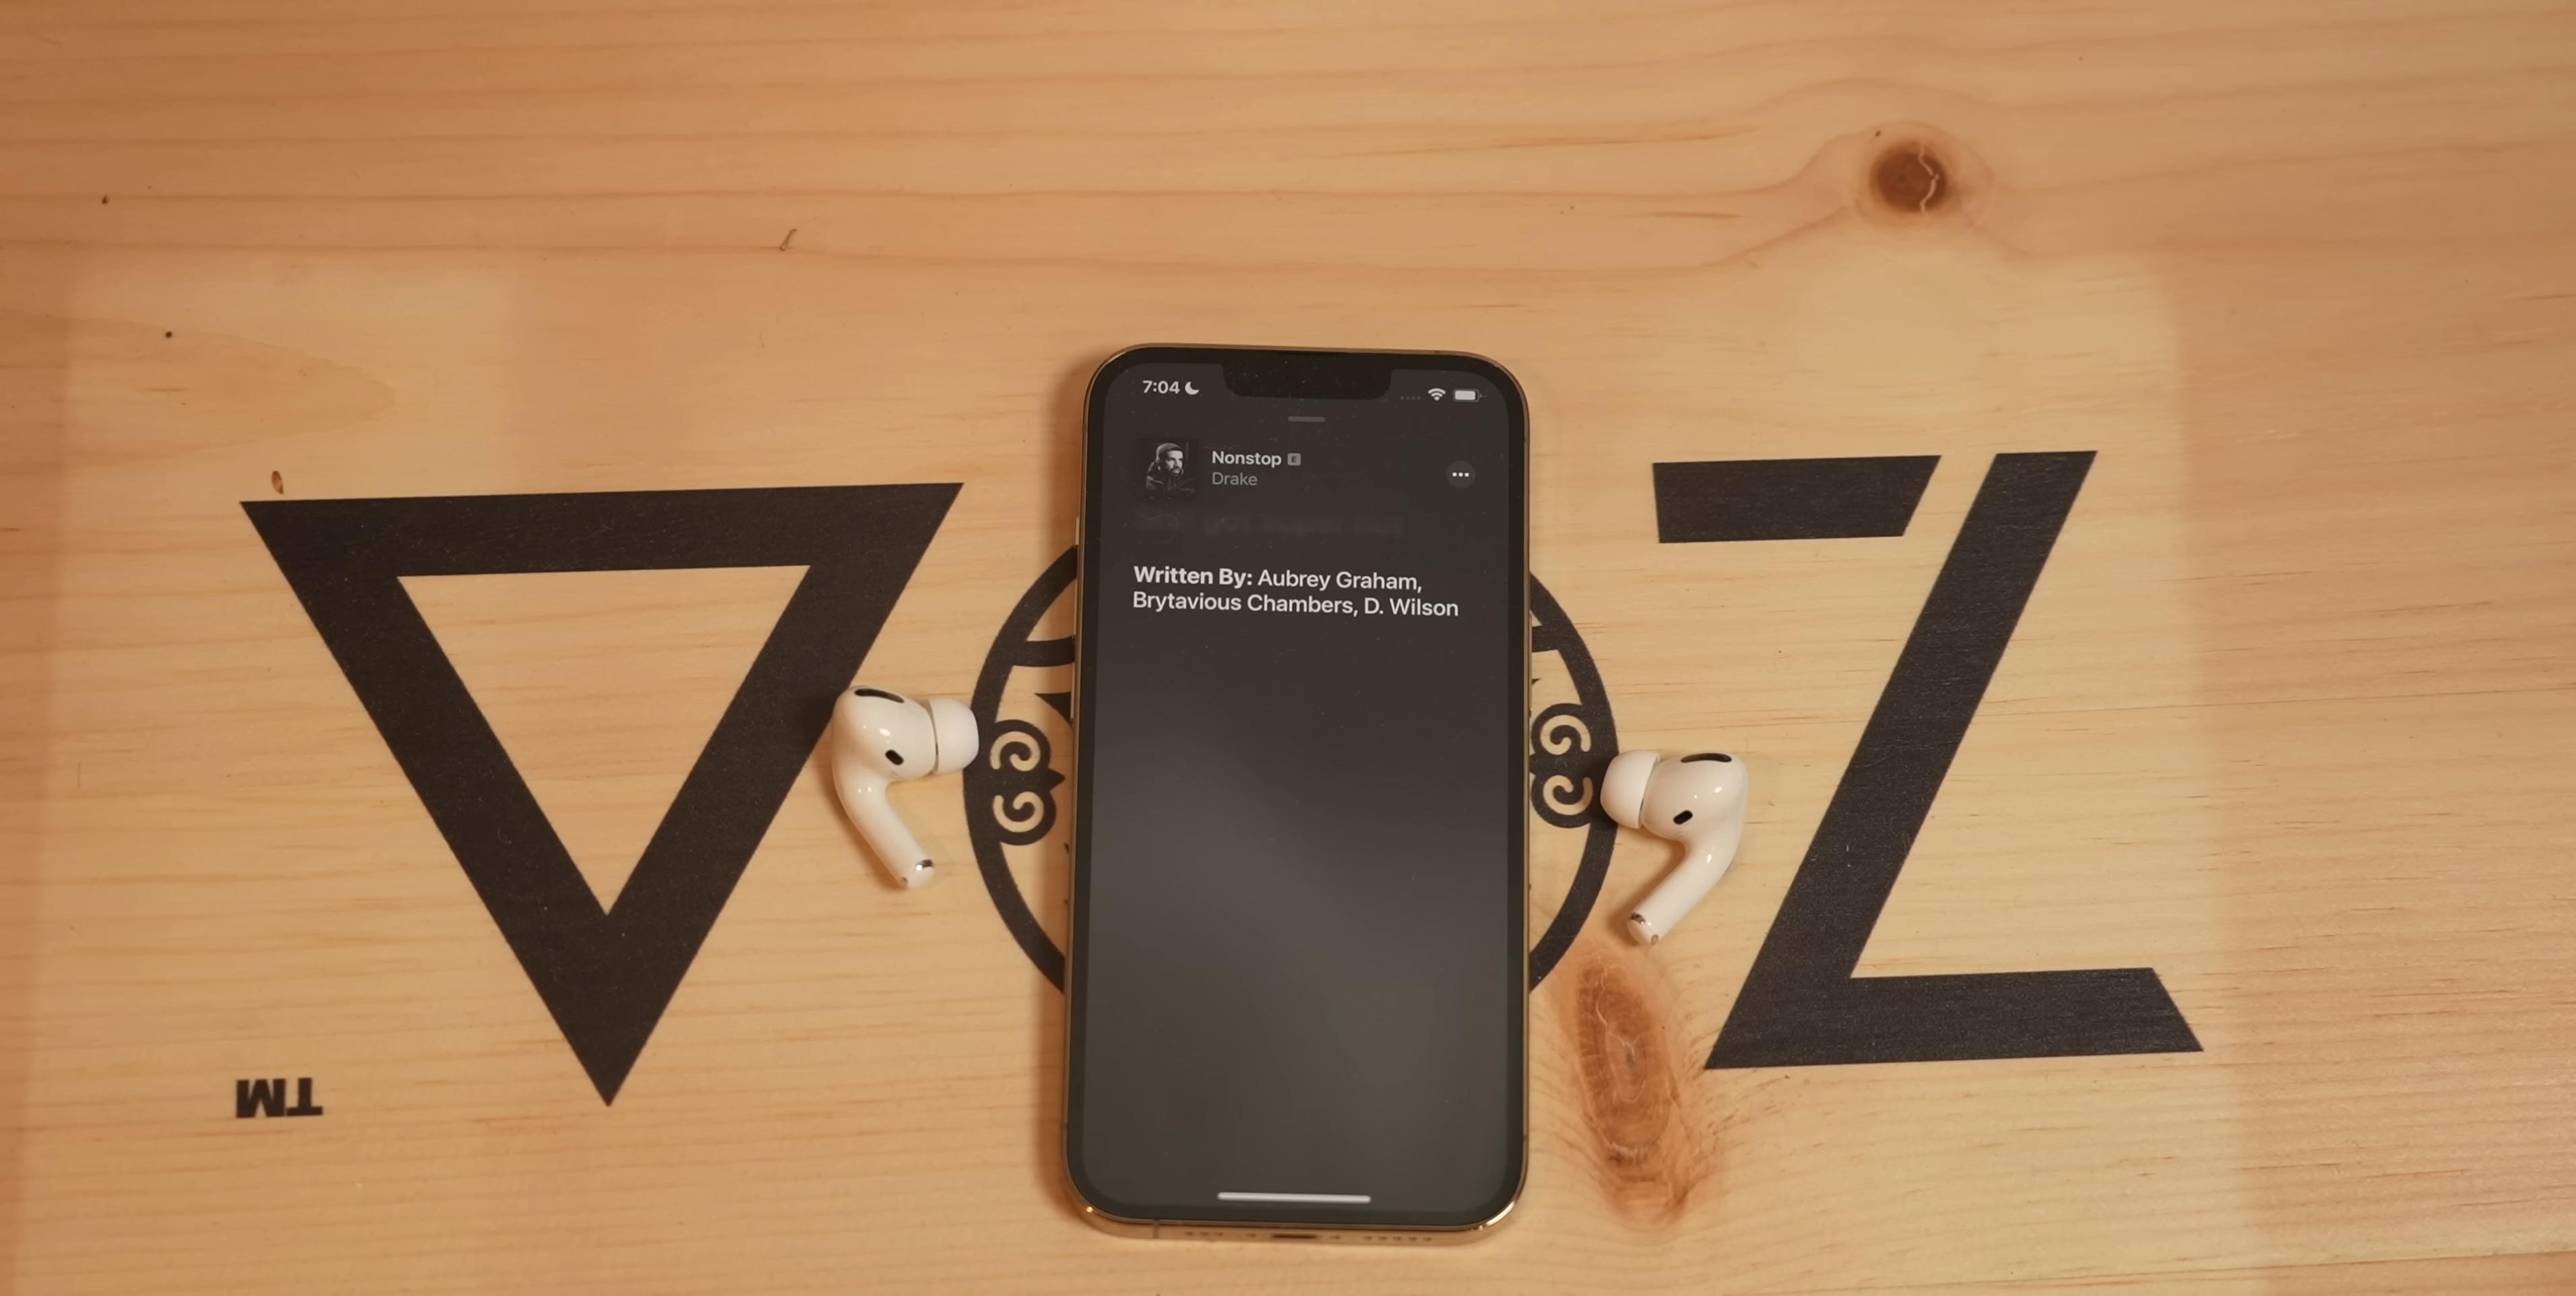 7:04
Nonstop E
Drake
Written By: Aubrey Graham,
Brytavious Chambers, D. Wilson
TM